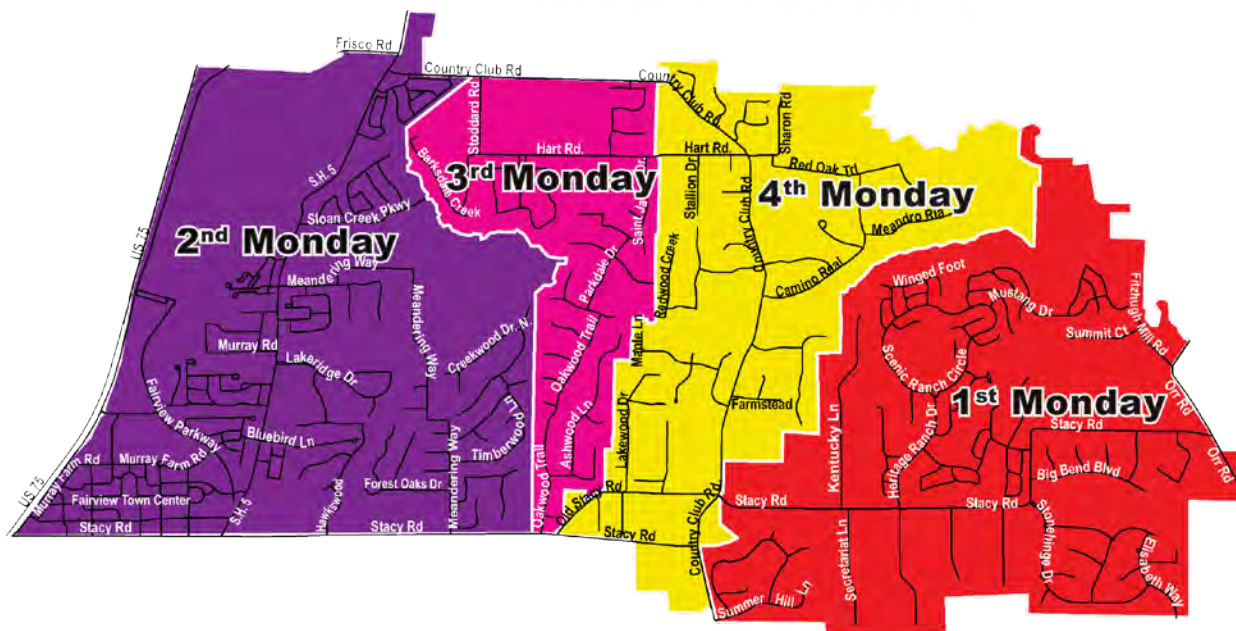 Frisco Rd
Country Club Rd
Country
Club Rd.
Stoddard Rd
Sharon Rd
Hart Rd.
Hart Rd.
Red Oak Trl
Barksdale Creek
3rd Monday
Stallion Dr
4th Monday
S.H. 5
Sloan Creek Pkwy
Country Club Rd
Meandro Ria
2nd Monday
US 75
Meandering Way
Parkdale Dr
Redwood Creek
Camino Real
Winged Foot
Mustang Dr
Fitzhugh Mill Rd
Summit Ct
Meandering Way
Creekwood Dr. N.
Murray Rd
Lakeridge Dr
Maple Ln
Oakwood Trail
Scenic Ranch Circle
Fairview Parkway
Timberwood Ln
Ashwood Ln
Lakewood Dr
Farmstead
Kentucky Ln
Heritage Ranch Dr
1st Monday
Orr Rd
Stacy Rd
Bluebird Ln
Murray Farm Rd
Murray Farm Rd
Meandering Way
Big Bend Blvd
Orr Rd
Forest Oaks Dr
Fairview Town Center
US 75
S.H. 5
Hawkswood
Oakwood Trail
Old Stacy Rd
Country Club Rd
Stacy Rd
Stacy Rd
Stacy Rd
Stacy Rd
Stacy Rd
Secretariat Ln
Stonehinge Dr
Elisabeth Way
Summer Hill Ln